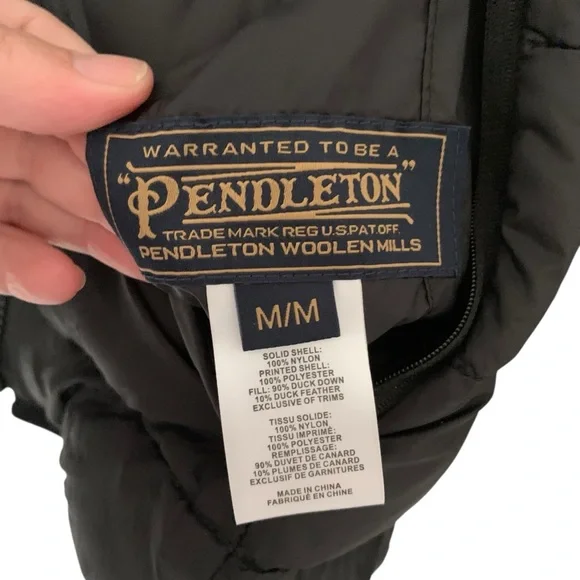 WARRANTED TO BE A
"PENDLETON"
TRADE MARK REG U.S.PAT.OFF.
PENDLETON WOOLEN MILLS
M/M
SOLID SHELL:
100% NYLON
PRINTED SHELL:
100% POLYESTER
FILL: 90% DUCK DOWN
10% DUCK FEATHER
EXCLUSIVE OF TRIMS
TISSU SOLIDE:
100% NYLON
TISSU IMPRIMÉ:
100% POLYESTER
REMPLISSAGE:
90% DUVET DE CANARD
10% PLUMES DE CANARD
EXCLUSIF DE GARNITURES
MADE IN CHINA
FABRIQUÉ EN CHINE